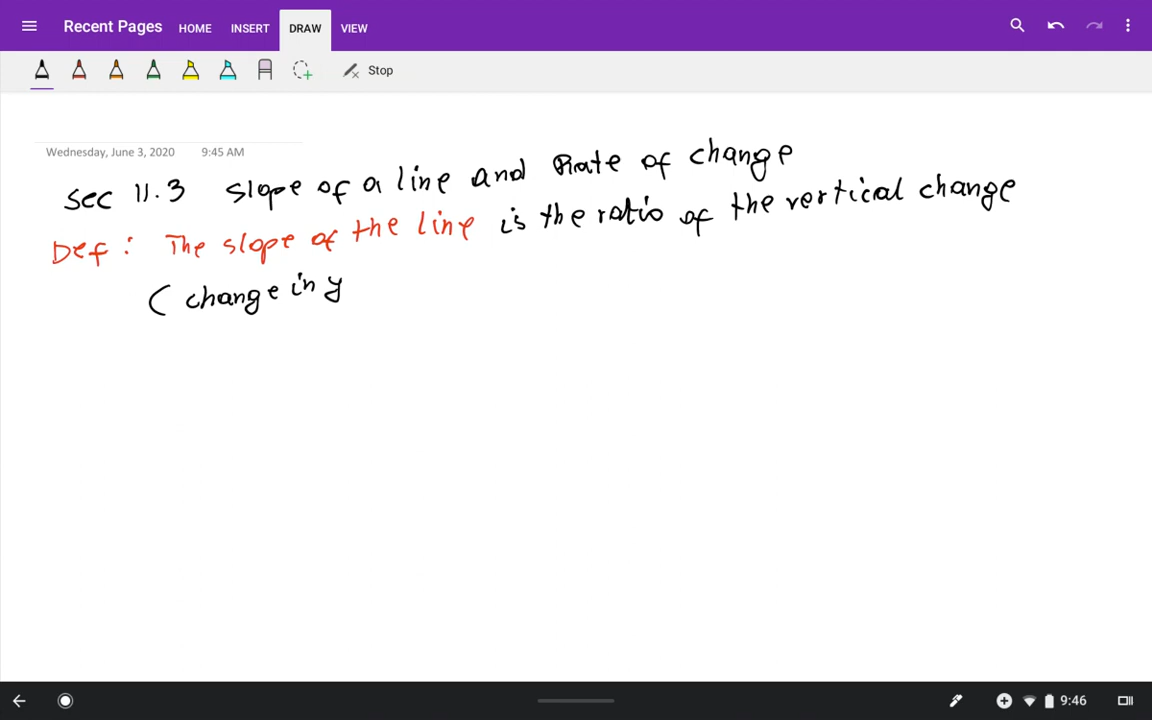 Recent Pages HOME INSERT DRAW VIEW
Stop
Wednesday, June 3, 2020 9:45 AM
Sec 11.3 Slope of a line and Rate of change
Def : The slope of the line is the ratio of the vertical change
( change in y
9:46